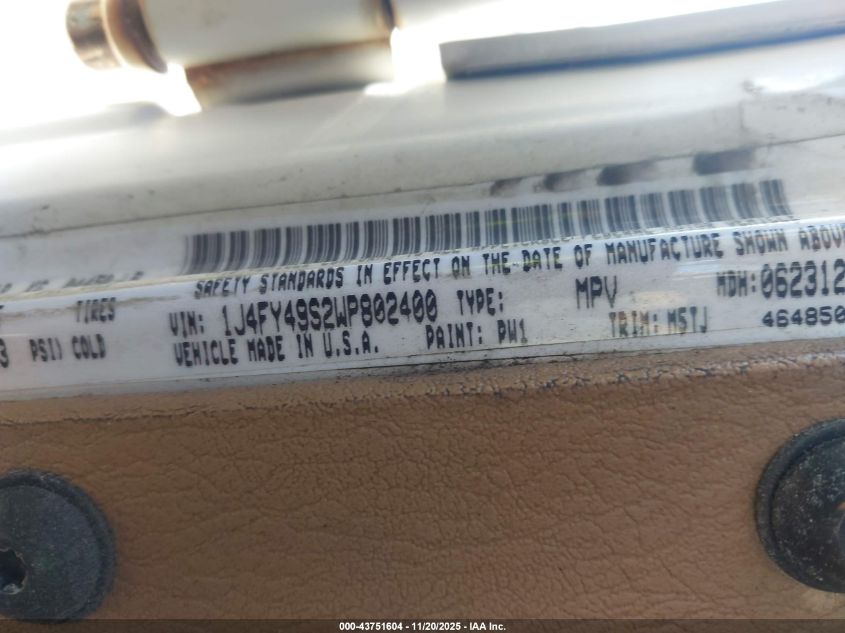 SAFETY STANDARDS IN EFFECT ON THE DATE OF MANUFACTURE SHOWN ABOVE
TIRES VIN: 1J4FY49S2WP802400 TYPE: MPV MDH: 062312
PSI) COLD VEHICLE MADE IN U.S.A. PAINT: PW1 TRIM: M5TJ 464850
000-43751604 - 11/20/2025 - IAA Inc.